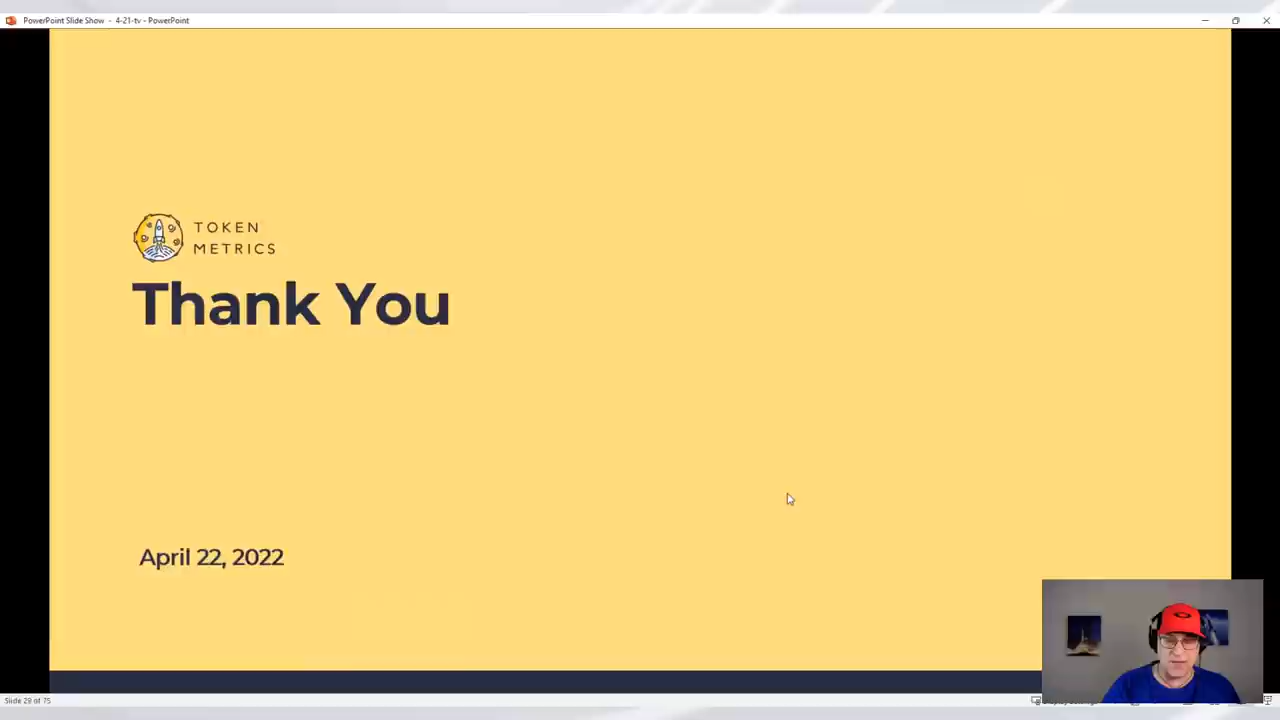 PowerPoint Slide Show - 4-21-tv - PowerPoint
TOKEN
METRICS
Thank You
April 22, 2022
Slide 29 of 75